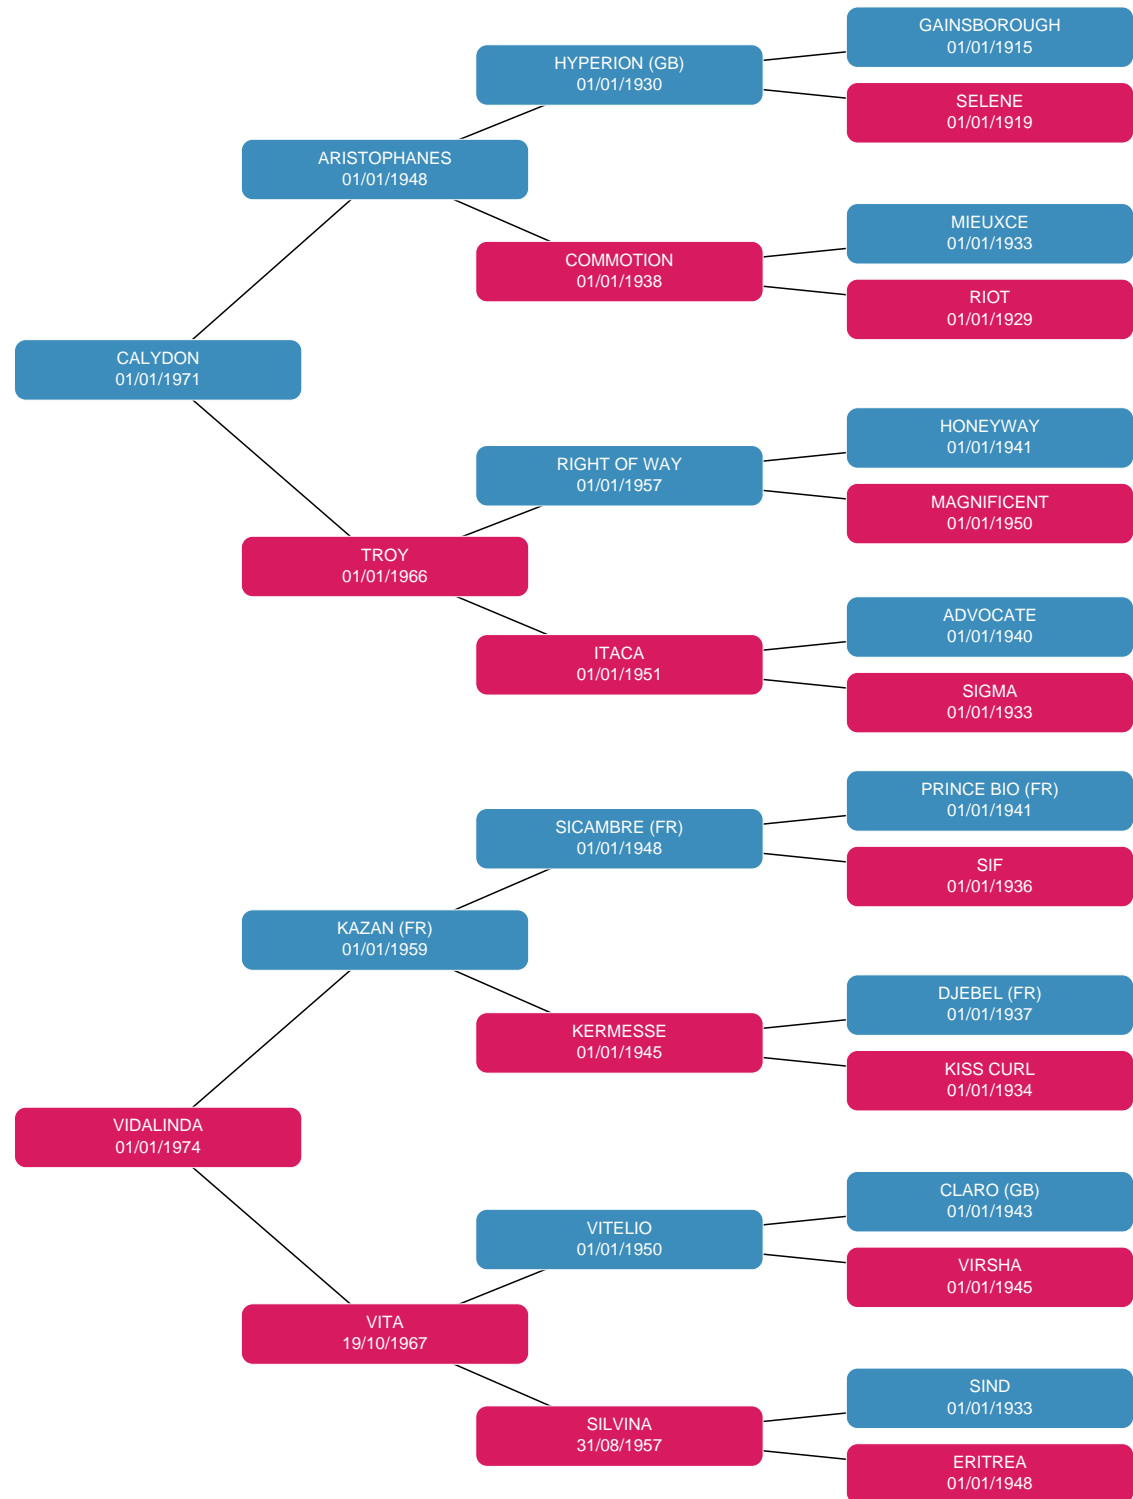 GAINSBOROUGH
01/01/1915
HYPERION (GB)
01/01/1930
SELENE
01/01/1919
ARISTOPHANES
01/01/1948
MIEUXCE
01/01/1933
COMMOTION
01/01/1938
RIOT
01/01/1929
CALYDON
01/01/1971
HONEYWAY
01/01/1941
RIGHT OF WAY
01/01/1957
MAGNIFICENT
01/01/1950
TROY
01/01/1966
ADVOCATE
01/01/1940
ITACA
01/01/1951
SIGMA
01/01/1933
PRINCE BIO (FR)
01/01/1941
SICAMBRE (FR)
01/01/1948
SIF
01/01/1936
KAZAN (FR)
01/01/1959
DJEBEL (FR)
01/01/1937
KERMESSE
01/01/1945
KISS CURL
01/01/1934
VIDALINDA
01/01/1974
CLARO (GB)
01/01/1943
VITELIO
01/01/1950
VIRSHA
01/01/1945
VITA
19/10/1967
SIND
01/01/1933
SILVINA
31/08/1957
ERITREA
01/01/1948